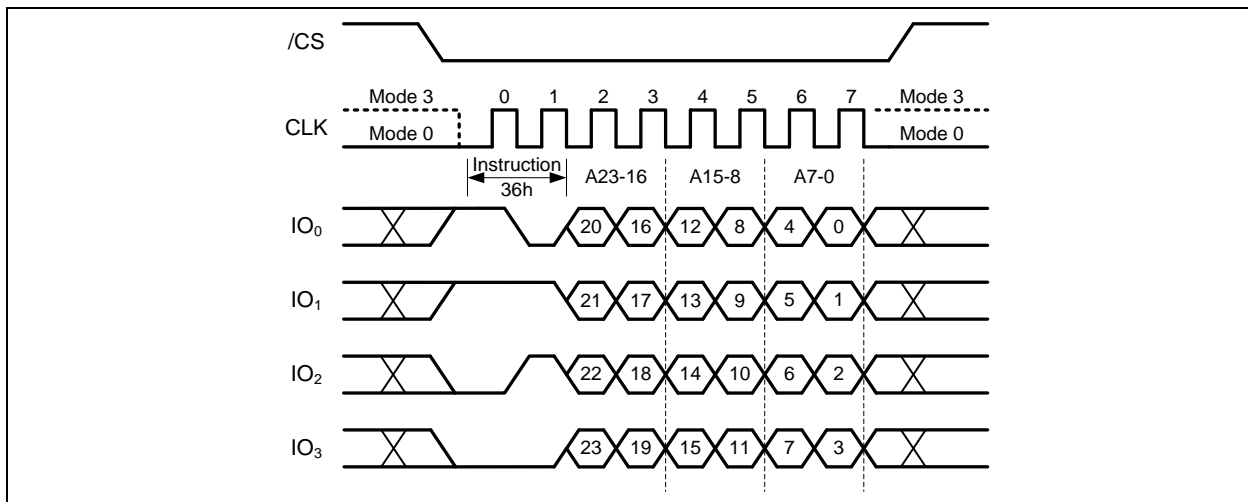 /CS
Mode 3 0 1 2 3 4 5 6 7 Mode 3
CLK
Mode 0 Mode 0
Instruction
36h
A23-16 A15-8 A7-0
IO₀ 20 16 12 8 4 0
IO₁ 21 17 13 9 5 1
IO₂ 22 18 14 10 6 2
IO₃ 23 19 15 11 7 3